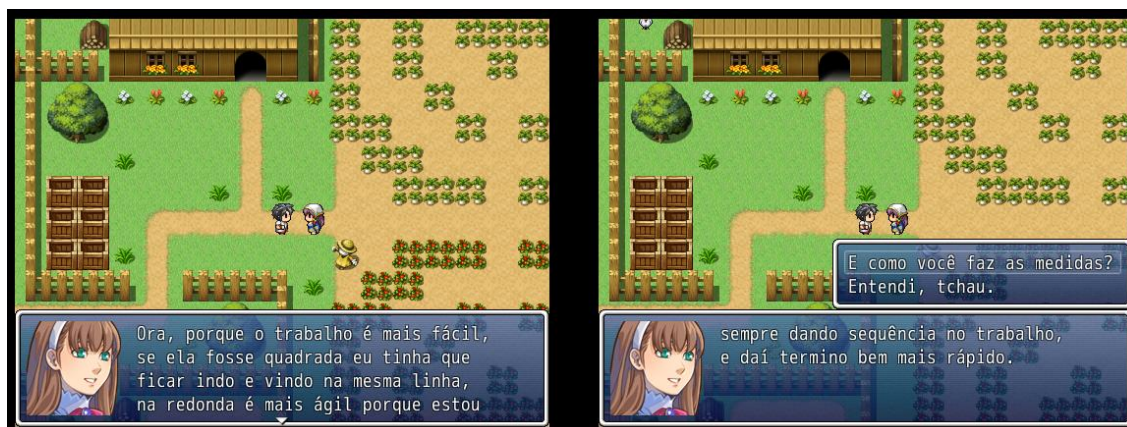 Ora, porque o trabalho é mais fácil,
se ela fosse quadrada eu tinha que
ficar indo e vindo na mesma linha,
na redonda é mais ágil porque estou
E como você faz as medidas?
Entendi, tchau.
sempre dando sequência no trabalho,
e daí termino bem mais rápido.